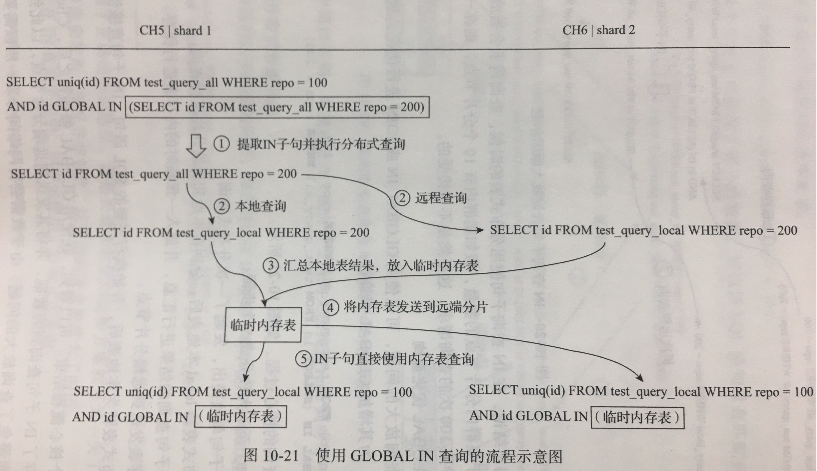 CH5 | shard 1
CH6 | shard 2
SELECT uniq(id) FROM test_query_all WHERE repo = 100
AND id GLOBAL IN (SELECT id FROM test_query_all WHERE repo = 200)
① 提取IN子句并执行分布式查询
SELECT id FROM test_query_all WHERE repo = 200
② 本地查询
② 远程查询
SELECT id FROM test_query_local WHERE repo = 200
SELECT id FROM test_query_local WHERE repo = 200
③ 汇总本地表结果，放入临时内存表
④ 将内存表发送到远端分片
临时内存表
⑤ IN子句直接使用内存表查询
SELECT uniq(id) FROM test_query_local WHERE repo = 100
AND id GLOBAL IN （临时内存表）
SELECT uniq(id) FROM test_query_local WHERE repo = 100
AND id GLOBAL IN （临时内存表）
图 10-21 使用 GLOBAL IN 查询的流程示意图